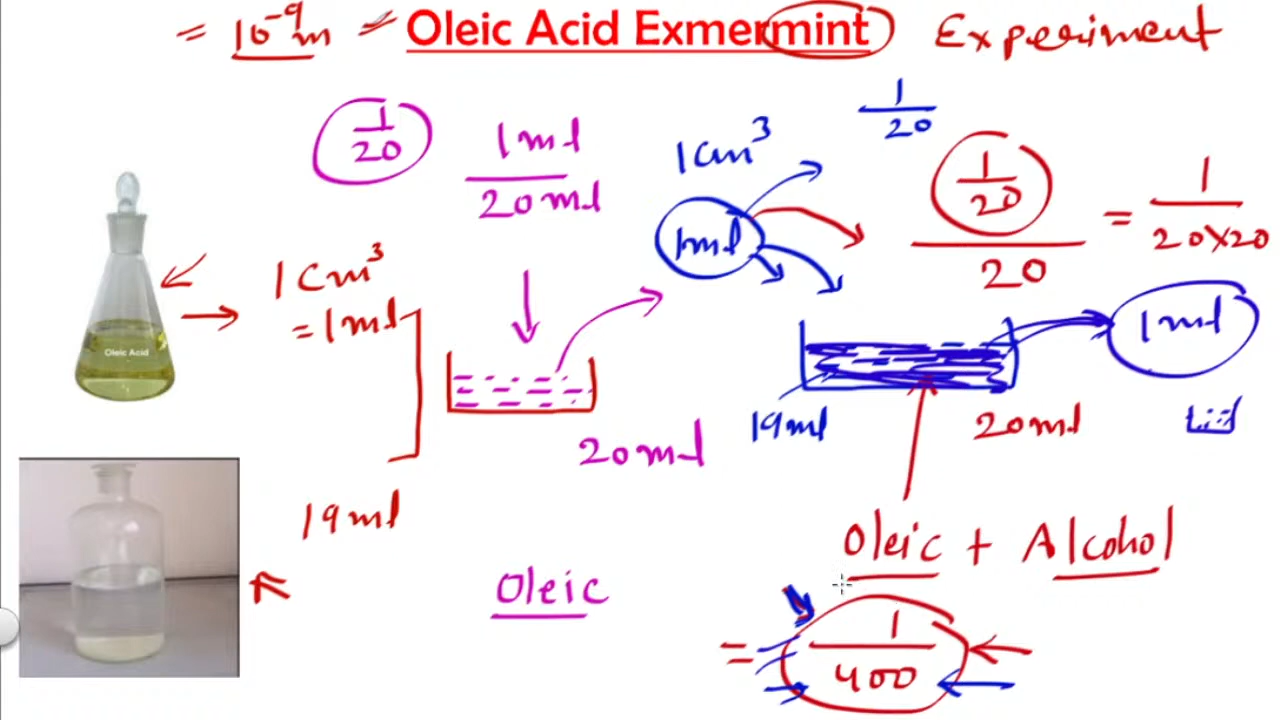 = 10⁻⁹m = Oleic Acid Exmermint Experiment
1/20
1ml/20ml
1cm³
1ml
1/20
1/20/20 = 1/20×20
1cm³
= 1ml
Oleic Acid
20ml
19ml
20ml
1ml
19ml
Oleic
Oleic + Alcohol
= 1/400